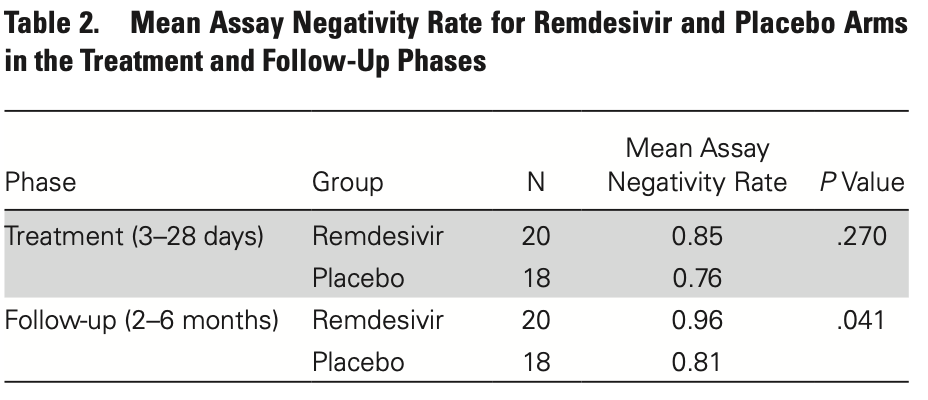 Table 2. Mean Assay Negativity Rate for Remdesivir and Placebo Arms
in the Treatment and Follow-Up Phases
Mean Assay
Phase Group N Negativity Rate P Value
Treatment (3–28 days) Remdesivir 20 0.85 .270
Placebo 18 0.76
Follow-up (2–6 months) Remdesivir 20 0.96 .041
Placebo 18 0.81